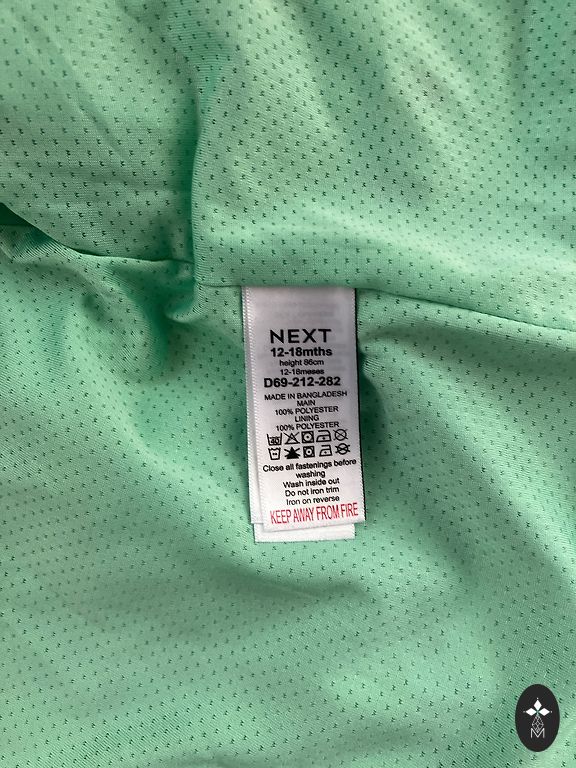 NEXT
12-18mths
height 86cm
12-18meses
D69-212-282
MADE IN BANGLADESH
MAIN
100% POLYESTER
LINING
100% POLYESTER
40
Close all fastenings before
washing
Wash inside out
Do not iron trim
Iron on reverse
KEEP AWAY FROM FIRE
M